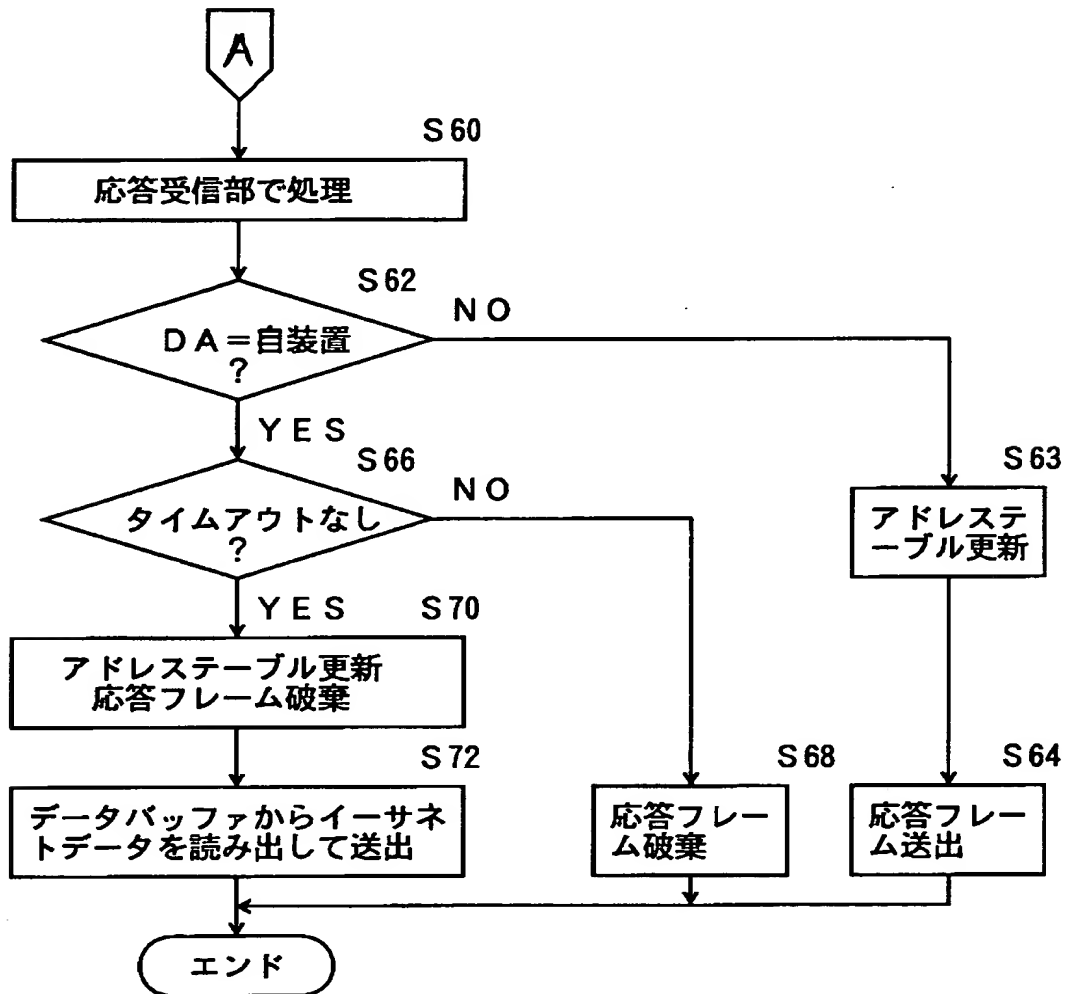 A
S60
応答受信部で処理
S62
DA=自装置
?
NO
YES
S66
タイムアウトなし
?
NO
YES
S63
アドレステ
ーブル更新
S70
アドレステーブル更新
応答フレーム破棄
S72
データバッファからイーサネ
トデータを読み出して送出
S68
応答フレー
ム破棄
S64
応答フレー
ム送出
エンド